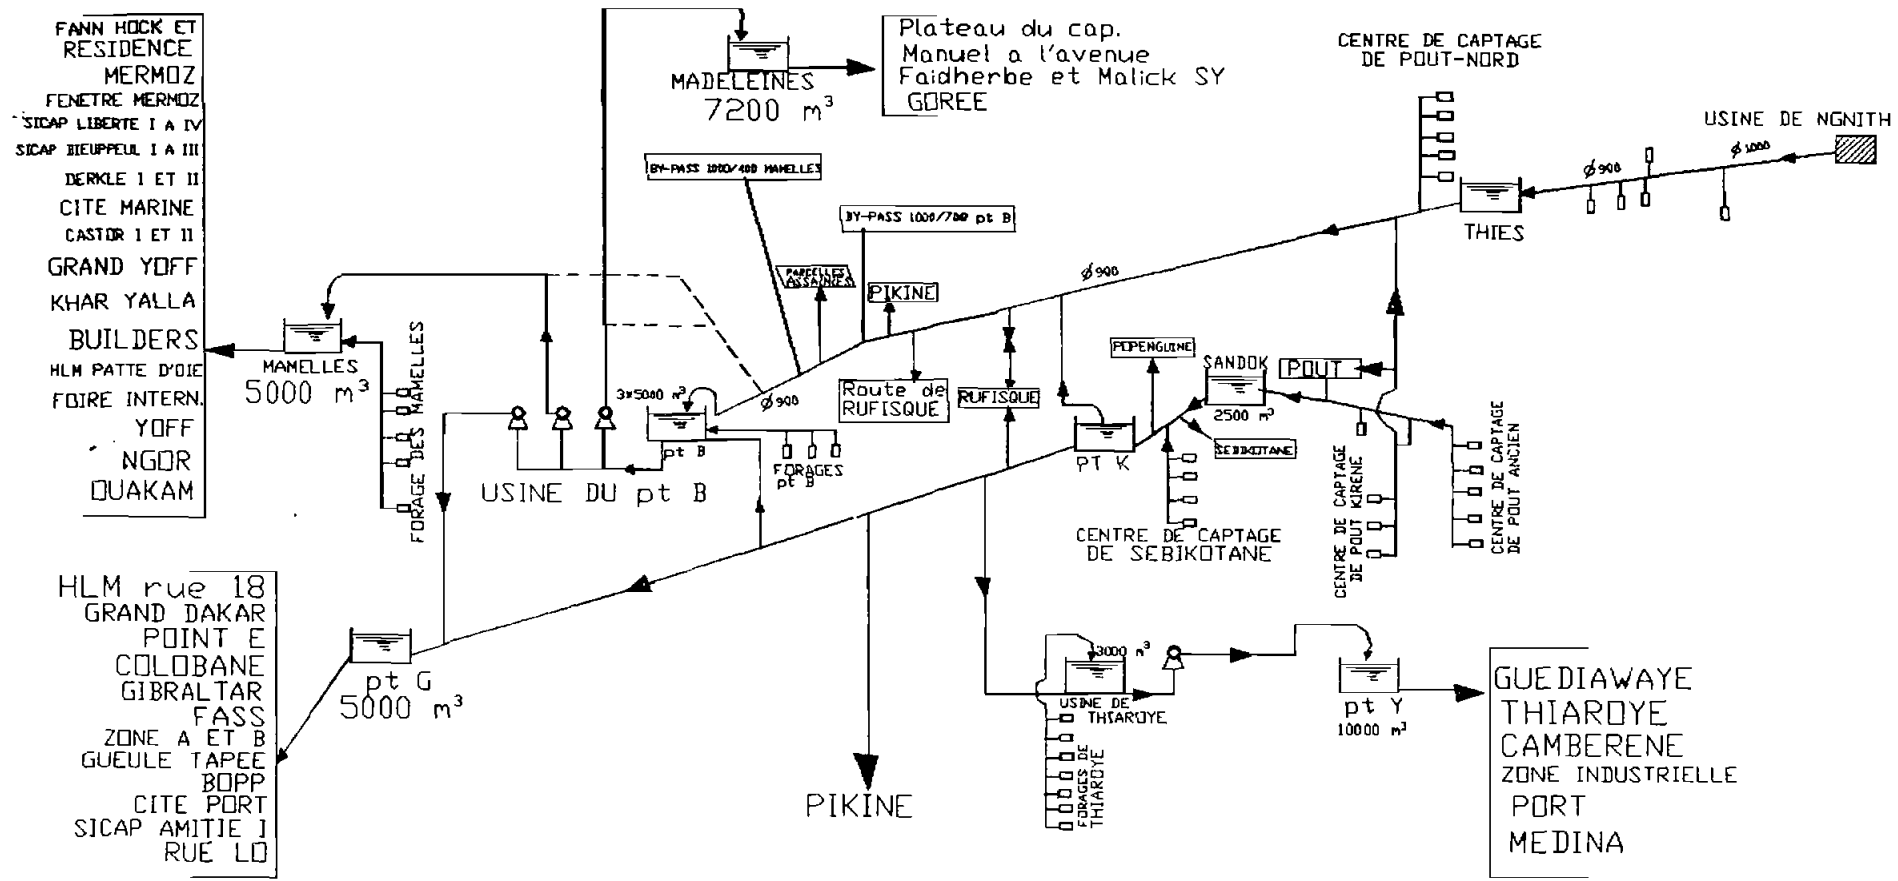 FANN HOCK ET
RESIDENCE
MERMOZ
FENETRE MERMOZ
SICAP LIBERTE I A IV
SICAP DIEUPPEUL I A III
DERKLE I ET II
CITE MARINE
CASTOR I ET II
GRAND YOFF
KHAR YALLA
BUILDERS
HLM PATTE D'OIE
FOIRE INTERN.
YOFF
NGOR
OUAKAM
MADELEINES
7200 m³
Plateau du cap.
Manuel a l'avenue
Faidherbe et Malick SY
GOREE
CENTRE DE CAPTAGE
DE POUT-NORD
USINE DE NGNITH
Ø 1000
Ø 900
THIES
BY-PASS 1000/400 MAMELLES
BY-PASS 1000/700 pt B
Ø 900
PARCELLES
ASSAINIES
PIKINE
Route de
RUFISQUE
RUFISQUE
POPENGUINE
SANDOK
2500 m³
POUT
SEBIKOTANE
PT K
CENTRE DE CAPTAGE
DE SEBIKOTANE
CENTRE DE CAPTAGE
DE POUT KIRENE
CENTRE DE CAPTAGE
DE POUT ANCIEN
MAMELLES
5000 m³
FORAGE DES MAMELLES
3*5000 m³
Ø 900
pt B
FORAGES
pt B
USINE DU pt B
HLM rue 18
GRAND DAKAR
POINT E
COLOBANE
GIBRALTAR
FASS
ZONE A ET B
GUEULE TAPEE
BOPP
CITE PORT
SICAP AMITIE I
RUE LO
pt G
5000 m³
PIKINE
3000 m³
USINE DE
THIAROYE
FORAGES DE
THIAROYE
pt Y
10000 m³
GUEDIAWAYE
THIAROYE
CAMBERENE
ZONE INDUSTRIELLE
PORT
MEDINA